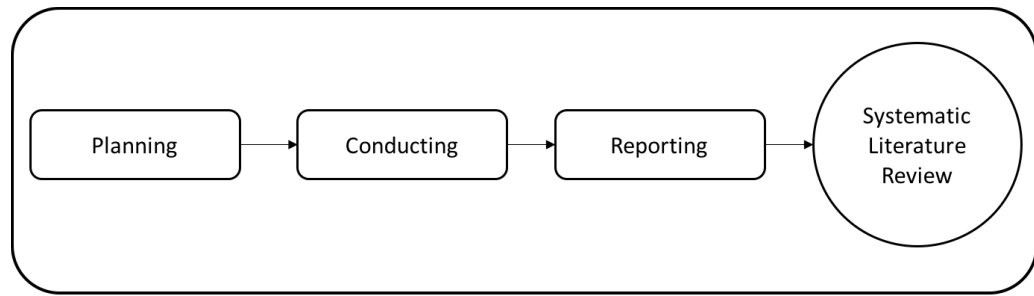 Planning
Conducting
Reporting
Systematic
Literature
Review